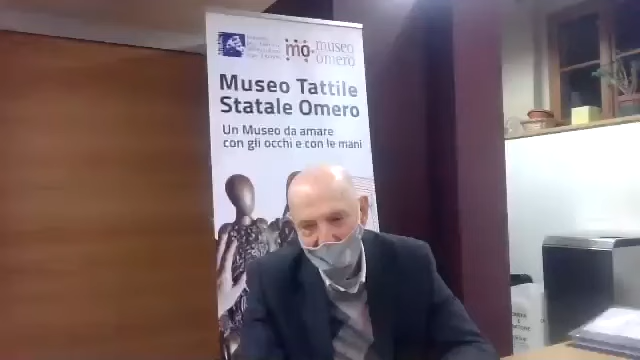 museo
omero
Museo Tattile
Statale Omero
Un Museo da amare
con gli occhi e con le mani